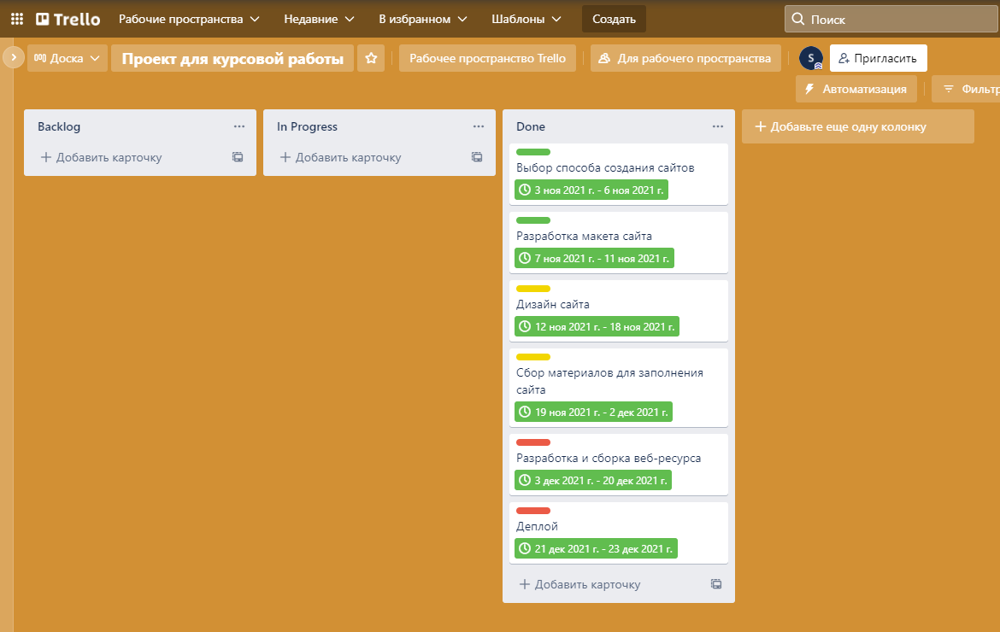 Trello Рабочие пространства Недавние В избранном Шаблоны Создать Поиск
Доска Проект для курсовой работы Рабочее пространство Trello Для рабочего пространства S Пригласить
Автоматизация Фильтр
Backlog
Добавить карточку
In Progress
Добавить карточку
Done
Выбор способа создания сайтов
3 ноя 2021 г. - 6 ноя 2021 г.
Разработка макета сайта
7 ноя 2021 г. - 11 ноя 2021 г.
Дизайн сайта
12 ноя 2021 г. - 18 ноя 2021 г.
Сбор материалов для заполнения
сайта
19 ноя 2021 г. - 2 дек 2021 г.
Разработка и сборка веб-ресурса
3 дек 2021 г. - 20 дек 2021 г.
Деплой
21 дек 2021 г. - 23 дек 2021 г.
Добавить карточку
Добавьте еще одну колонку